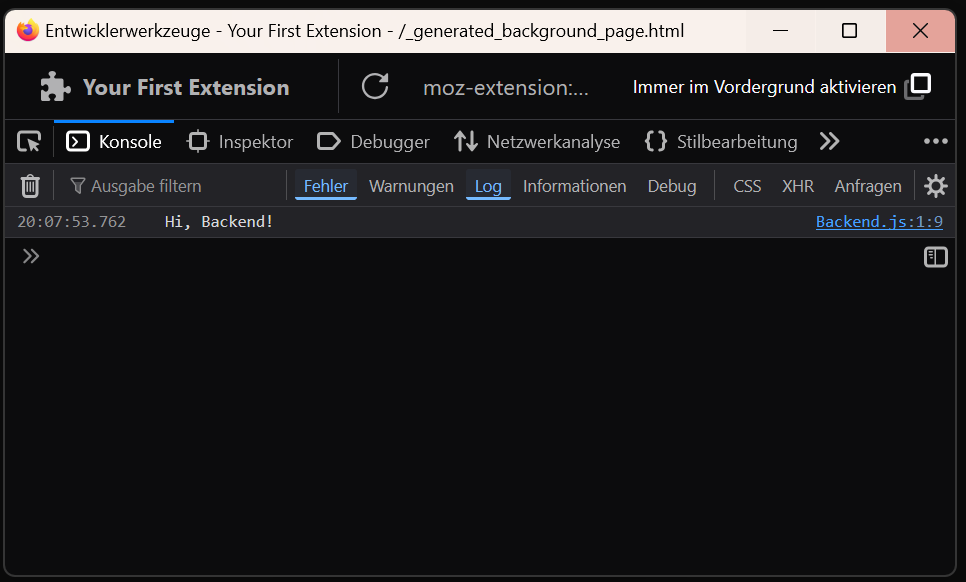 Entwicklerwerkzeuge - Your First Extension - /_generated_background_page.html
Your First Extension moz-extension:... Immer im Vordergrund aktivieren
Konsole Inspektor Debugger Netzwerkanalyse Stilbearbeitung
Ausgabe filtern Fehler Warnungen Log Informationen Debug CSS XHR Anfragen
20:07:53.762 Hi, Backend! Backend.js:1:9